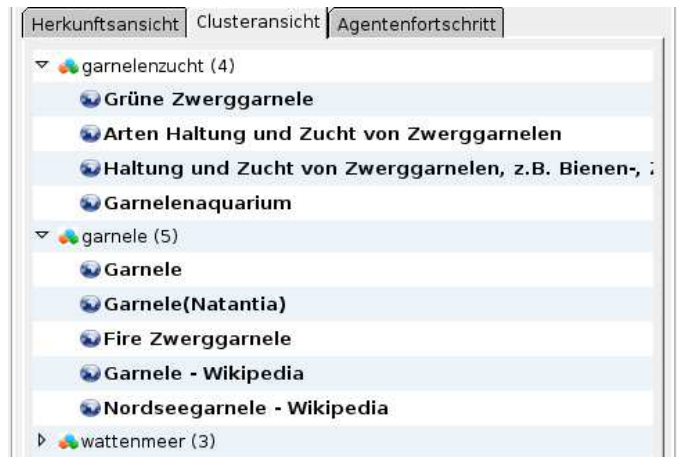 Herkunftsansicht Clusteransicht Agentenfortschritt
garnelenzucht (4)
Grüne Zwerggarnele
Arten Haltung und Zucht von Zwerggarnelen
Haltung und Zucht von Zwerggarnelen, z.B. Bienen-,
Garnelenaquarium
garnele (5)
Garnele
Garnele(Natantia)
Fire Zwerggarnele
Garnele - Wikipedia
Nordseegarnele - Wikipedia
wattenmeer (3)